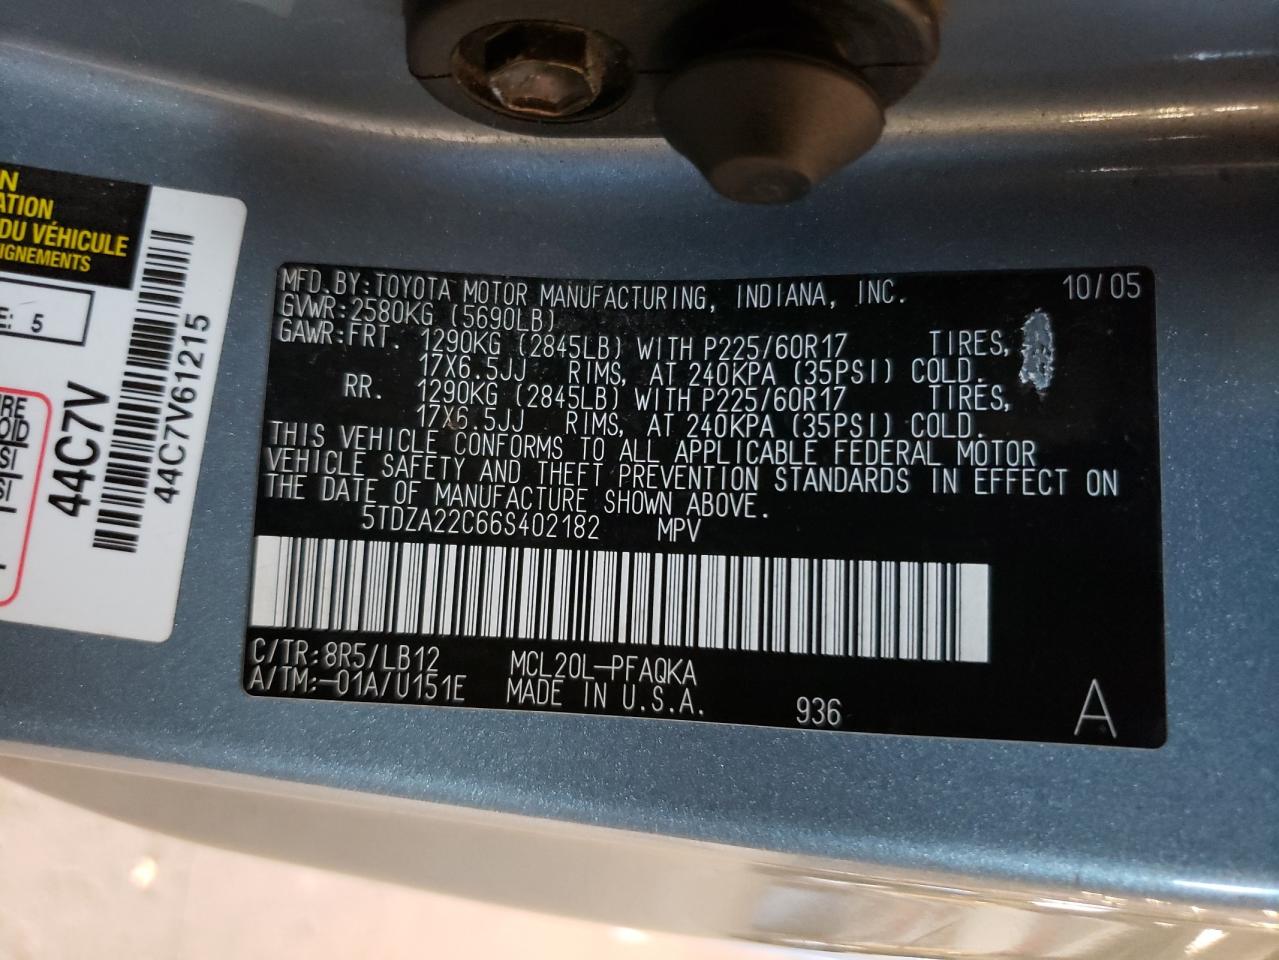 N
ATION
DU VÉHICULE
IGNEMENTS
E: 5
44C7V
44C7V61215
MFD.BY:TOYOTA MOTOR MANUFACTURING, INDIANA, INC. 10/05
GVWR:2580KG (5690LB)
GAWR:FRT. 1290KG (2845LB) WITH P225/60R17 TIRES,
17X6.5JJ RIMS, AT 240KPA (35PSI) COLD.
RR. 1290KG (2845LB) WITH P225/60R17 TIRES,
17X6.5JJ RIMS, AT 240KPA (35PSI) COLD.
THIS VEHICLE CONFORMS TO ALL APPLICABLE FEDERAL MOTOR
VEHICLE SAFETY AND THEFT PREVENTION STANDARDS IN EFFECT ON
THE DATE OF MANUFACTURE SHOWN ABOVE.
5TDZA22C66S402182 MPV
C/TR:8R5/LB12 MCL20L-PFAQKA
A/TM:-01A/U151E MADE IN U.S.A. 936 A